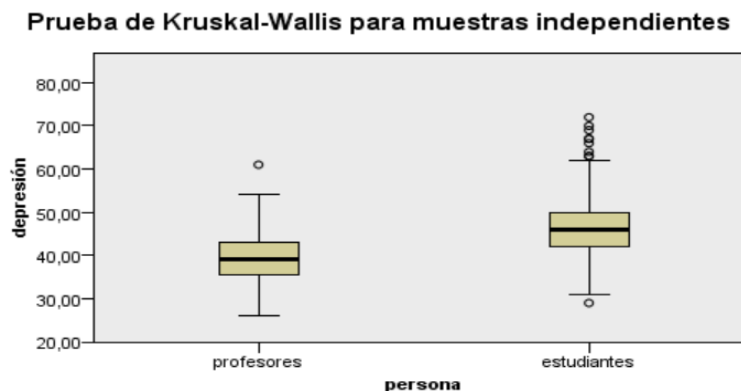 Prueba de Kruskal-Wallis para muestras independientes
80,00
70,00
60,00
50,00
40,00
30,00
20,00
depresión
profesores estudiantes
persona